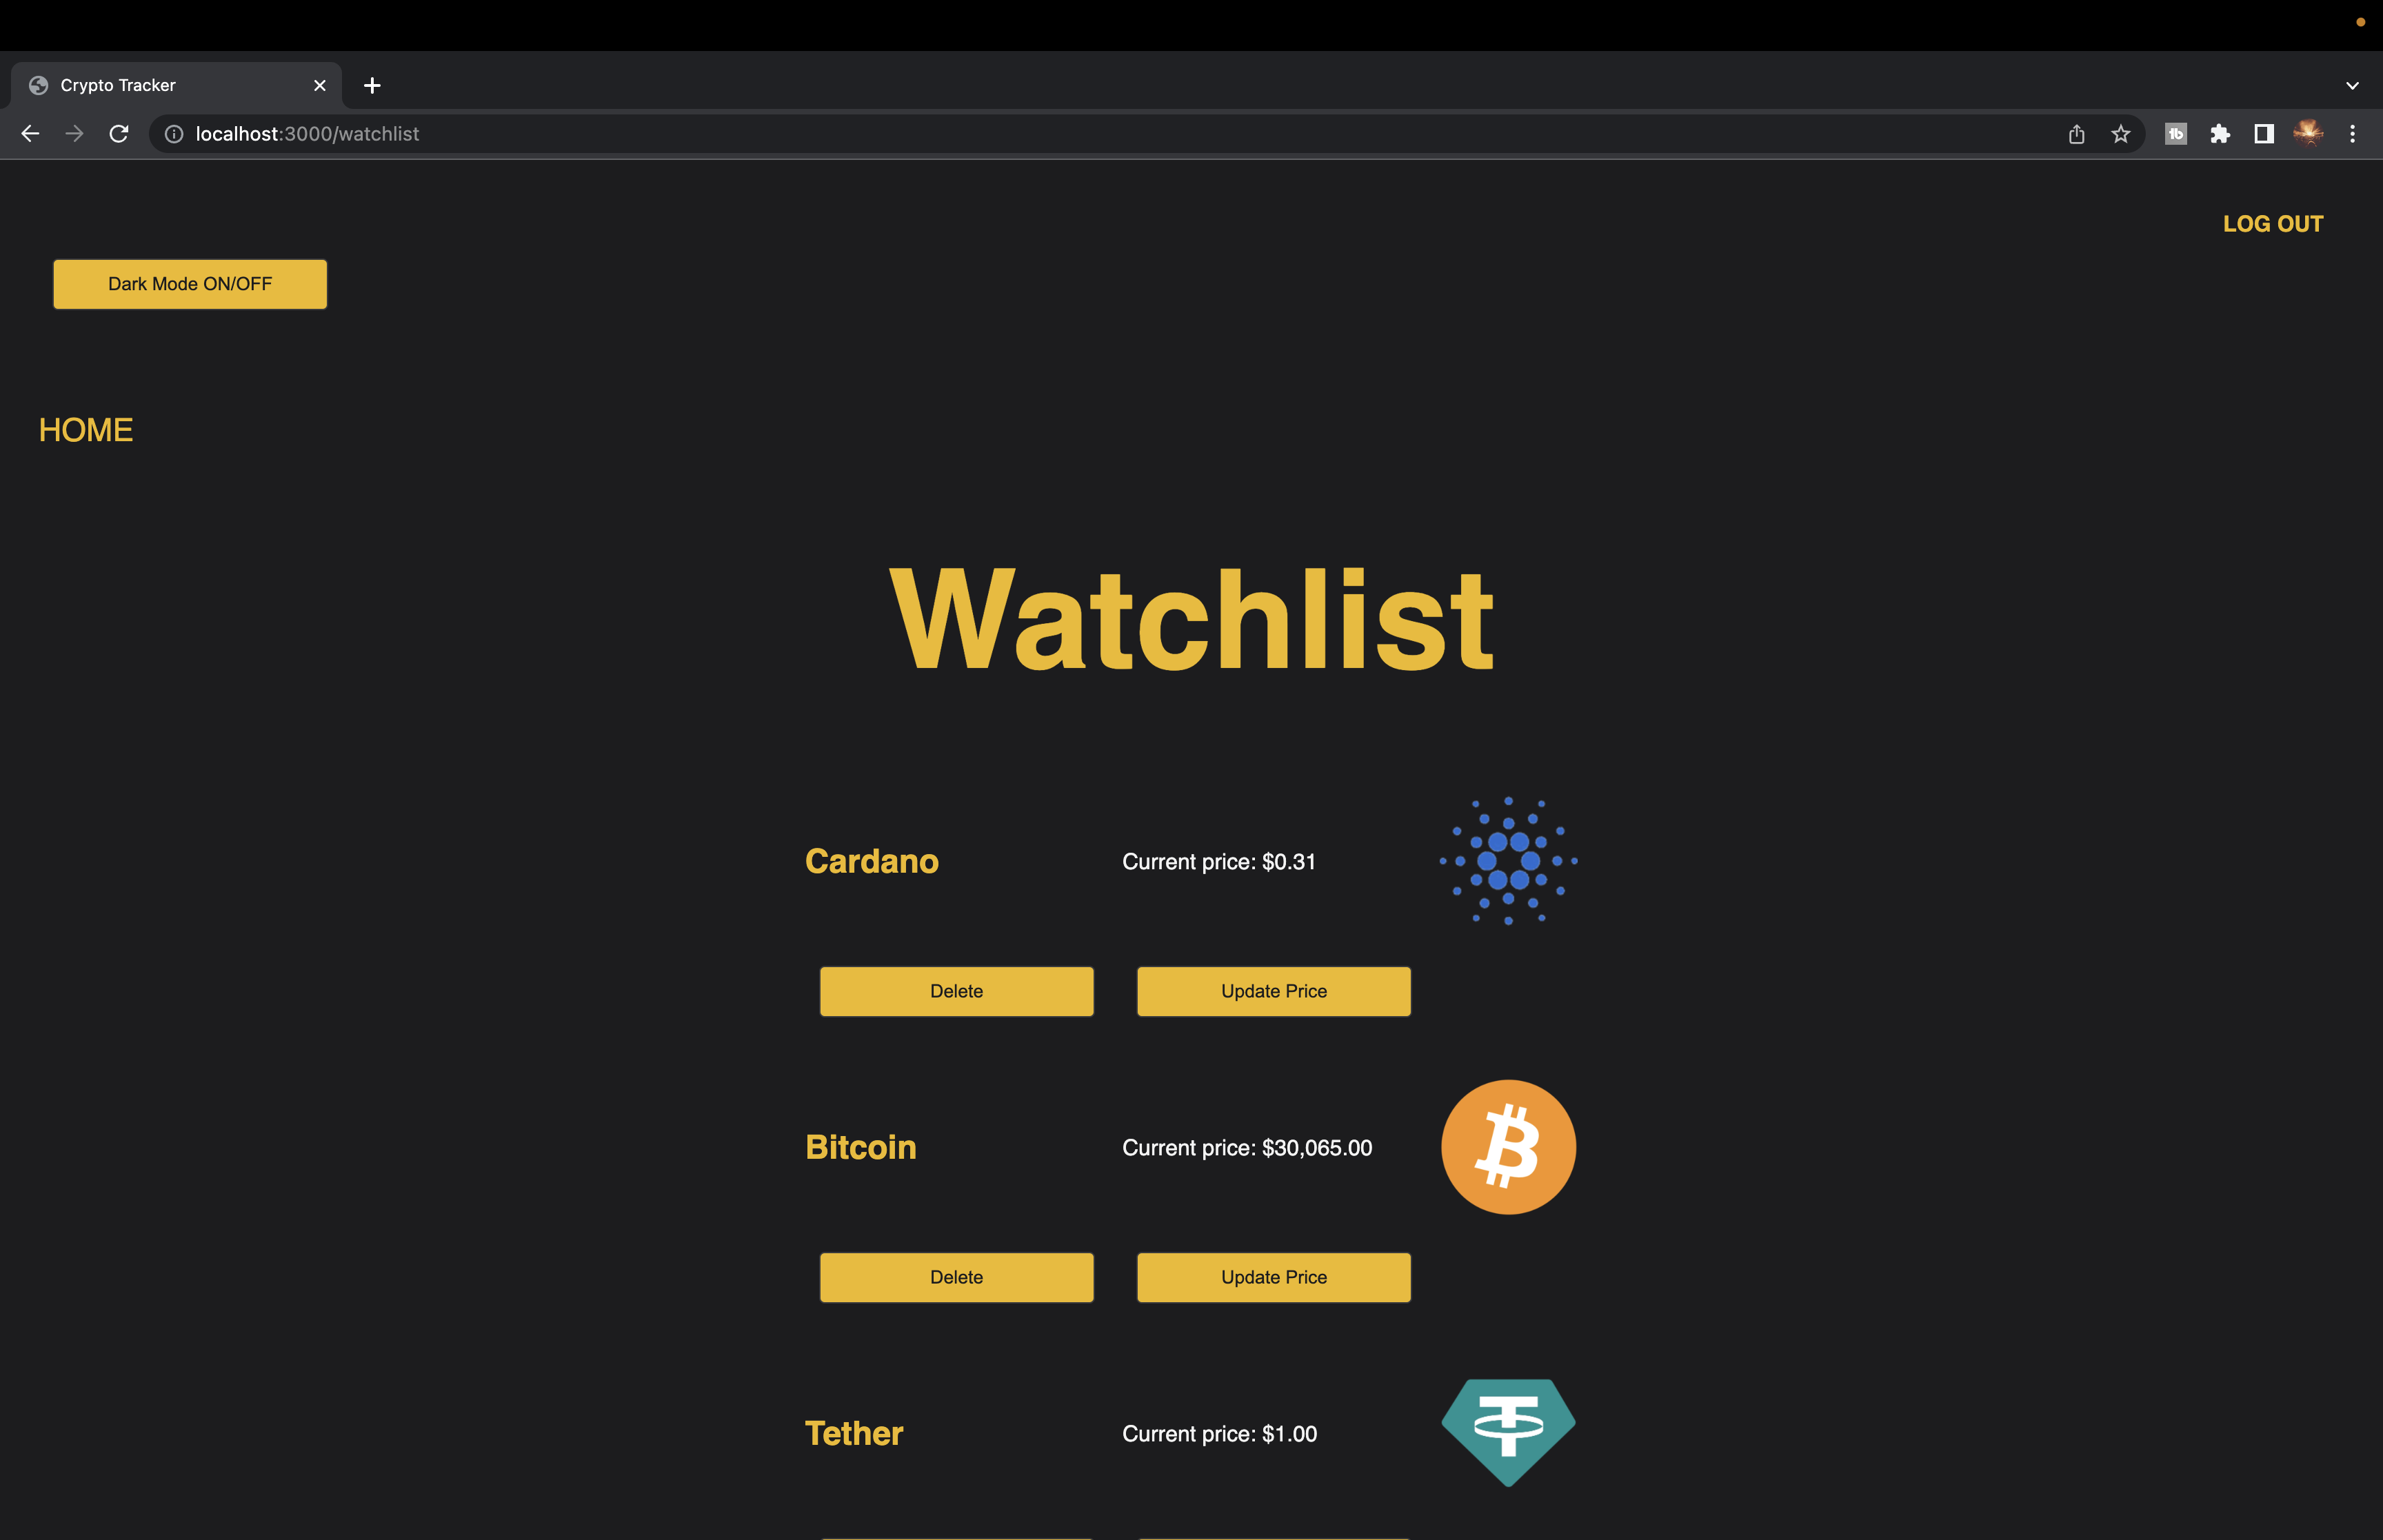 Crypto Tracker
localhost:3000/watchlist
LOG OUT
Dark Mode ON/OFF
HOME
Watchlist
Cardano Current price: $0.31
Delete Update Price
Bitcoin Current price: $30,065.00
Delete Update Price
Tether Current price: $1.00